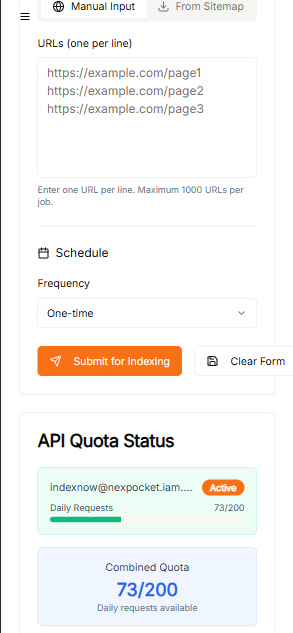 Manual Input
From Sitemap
URLs (one per line)
https://example.com/page1
https://example.com/page2
https://example.com/page3
Enter one URL per line. Maximum 1000 URLs per
job.
Schedule
Frequency
One-time
Submit for Indexing
Clear Form
API Quota Status
indexnow@nexpocket.iam....
Active
Daily Requests
73/200
Combined Quota
73/200
Daily requests available